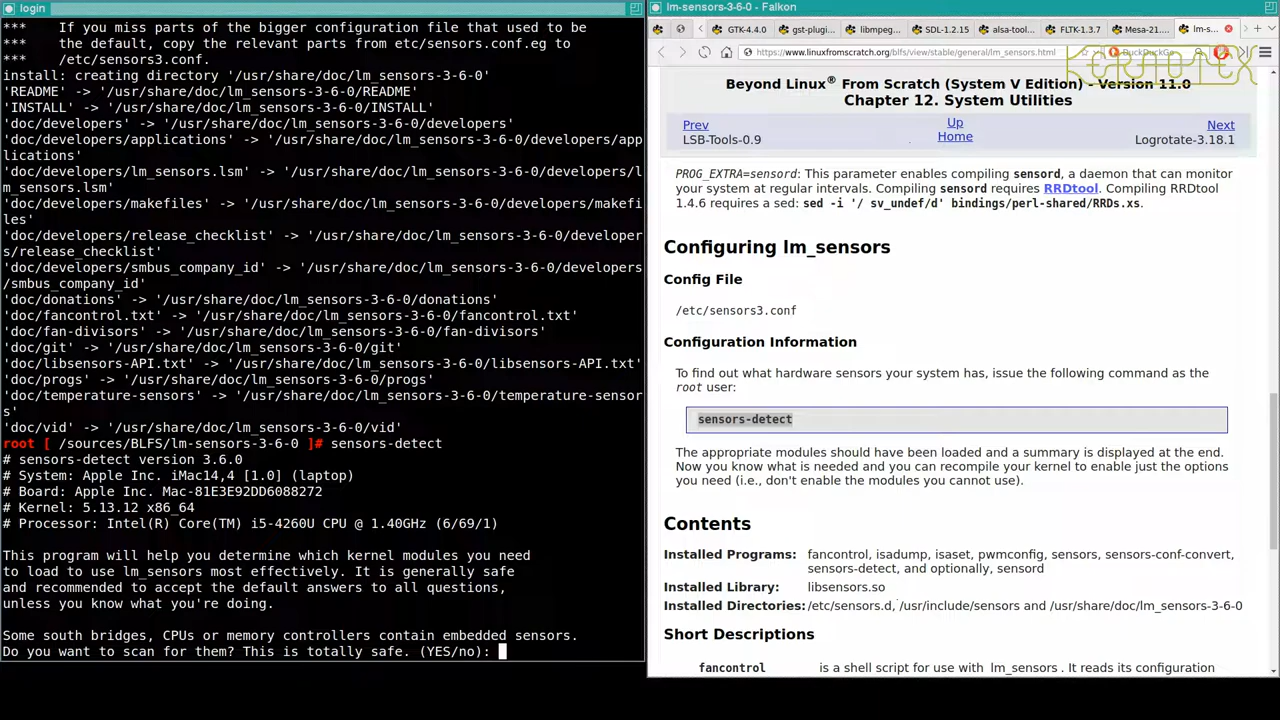 login
***   If you miss parts of the bigger configuration file that used to be
***   the default, copy the relevant parts from etc/sensors.conf.eg to
***   /etc/sensors3.conf.
install: creating directory '/usr/share/doc/lm_sensors-3-6-0'
'README' -> '/usr/share/doc/lm_sensors-3-6-0/README'
'INSTALL' -> '/usr/share/doc/lm_sensors-3-6-0/INSTALL'
'doc/developers' -> '/usr/share/doc/lm_sensors-3-6-0/developers'
'doc/developers/applications' -> '/usr/share/doc/lm_sensors-3-6-0/developers/app
lications'
'doc/developers/lm_sensors.lsm' -> '/usr/share/doc/lm_sensors-3-6-0/developers/l
m_sensors.lsm'
'doc/developers/makefiles' -> '/usr/share/doc/lm_sensors-3-6-0/developers/makefi
les'
'doc/developers/release_checklist' -> '/usr/share/doc/lm_sensors-3-6-0/developer
s/release_checklist'
'doc/developers/smbus_company_id' -> '/usr/share/doc/lm_sensors-3-6-0/developers
/smbus_company_id'
'doc/donations' -> '/usr/share/doc/lm_sensors-3-6-0/donations'
'doc/fancontrol.txt' -> '/usr/share/doc/lm_sensors-3-6-0/fancontrol.txt'
'doc/fan-divisors' -> '/usr/share/doc/lm_sensors-3-6-0/fan-divisors'
'doc/git' -> '/usr/share/doc/lm_sensors-3-6-0/git'
'doc/libsensors-API.txt' -> '/usr/share/doc/lm_sensors-3-6-0/libsensors-API.txt'
'doc/progs' -> '/usr/share/doc/lm_sensors-3-6-0/progs'
'doc/temperature-sensors' -> '/usr/share/doc/lm_sensors-3-6-0/temperature-sensor
s'
'doc/vid' -> '/usr/share/doc/lm_sensors-3-6-0/vid'
root [ /sources/BLFS/lm-sensors-3-6-0 ]# sensors-detect
# sensors-detect version 3.6.0
# System: Apple Inc. iMac14,4 [1.0] (laptop)
# Board: Apple Inc. Mac-81E3E92DD6088272
# Kernel: 5.13.12 x86_64
# Processor: Intel(R) Core(TM) i5-4260U CPU @ 1.40GHz (6/69/1)
This program will help you determine which kernel modules you need
to load to use lm_sensors most effectively. It is generally safe
and recommended to accept the default answers to all questions,
unless you know what you're doing.
Some south bridges, CPUs or memory controllers contain embedded sensors.
Do you want to scan for them? This is totally safe. (YES/no):
lm-sensors-3-6-0 - Falkon
GTK-4.4.0 gst-plugi... libmpeg... SDL-1.2.15 alsa-tool... FLTK-1.3.7 Mesa-21... lm-s...
https://www.linuxfromscratch.org/blfs/view/stable/general/lm_sensors.html DuckDuckGo
KERNOTEX
Beyond Linux® From Scratch (System V Edition) - Version 11.0
Chapter 12. System Utilities
Prev Up Next
LSB-Tools-0.9 Home Logrotate-3.18.1
PROG_EXTRA=sensord: This parameter enables compiling sensord, a daemon that can monitor
your system at regular intervals. Compiling sensord requires RRDtool. Compiling RRDtool
1.4.6 requires a sed: sed -i '/ sv_undef/d' bindings/perl-shared/RRDs.xs.
Configuring lm_sensors
Config File
/etc/sensors3.conf
Configuration Information
To find out what hardware sensors your system has, issue the following command as the
root user:
sensors-detect
The appropriate modules should have been loaded and a summary is displayed at the end.
Now you know what is needed and you can recompile your kernel to enable just the options
you need (i.e., don't enable the modules you cannot use).
Contents
Installed Programs: fancontrol, isadump, isaset, pwmconfig, sensors, sensors-conf-convert,
sensors-detect, and optionally, sensord
Installed Library: libsensors.so
Installed Directories: /etc/sensors.d, /usr/include/sensors and /usr/share/doc/lm_sensors-3-6-0
Short Descriptions
fancontrol is a shell script for use with lm_sensors. It reads its configuration